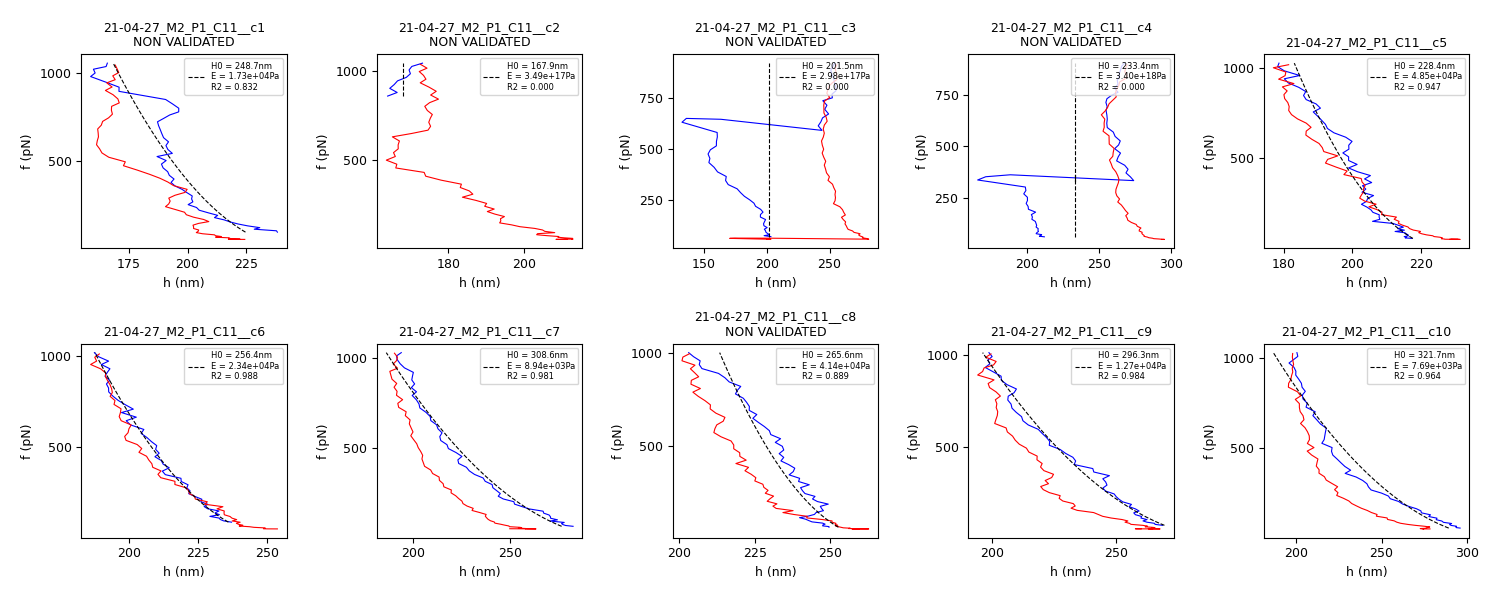 21-04-27_M2_P1_C11__c1
NON VALIDATED
H0 = 248.7nm
E = 1.73e+04Pa
R2 = 0.832
f (pN)
1000
500
175
200
225
h (nm)
21-04-27_M2_P1_C11__c2
NON VALIDATED
H0 = 167.9nm
E = 3.49e+17Pa
R2 = 0.000
f (pN)
1000
500
180
200
h (nm)
21-04-27_M2_P1_C11__c3
NON VALIDATED
H0 = 201.5nm
E = 2.98e+17Pa
R2 = 0.000
f (pN)
750
500
250
150
200
250
h (nm)
21-04-27_M2_P1_C11__c4
NON VALIDATED
H0 = 233.4nm
E = 3.40e+18Pa
R2 = 0.000
f (pN)
750
500
250
200
250
300
h (nm)
21-04-27_M2_P1_C11__c5
H0 = 228.4nm
E = 4.85e+04Pa
R2 = 0.947
f (pN)
1000
500
180
200
220
h (nm)
21-04-27_M2_P1_C11__c6
H0 = 256.4nm
E = 2.34e+04Pa
R2 = 0.988
f (pN)
1000
500
200
225
250
h (nm)
21-04-27_M2_P1_C11__c7
H0 = 308.6nm
E = 8.94e+03Pa
R2 = 0.981
f (pN)
1000
500
200
250
h (nm)
21-04-27_M2_P1_C11__c8
NON VALIDATED
H0 = 265.6nm
E = 4.14e+04Pa
R2 = 0.889
f (pN)
1000
500
200
225
250
h (nm)
21-04-27_M2_P1_C11__c9
H0 = 296.3nm
E = 1.27e+04Pa
R2 = 0.984
f (pN)
1000
500
200
250
h (nm)
21-04-27_M2_P1_C11__c10
H0 = 321.7nm
E = 7.69e+03Pa
R2 = 0.964
f (pN)
1000
500
200
250
300
h (nm)